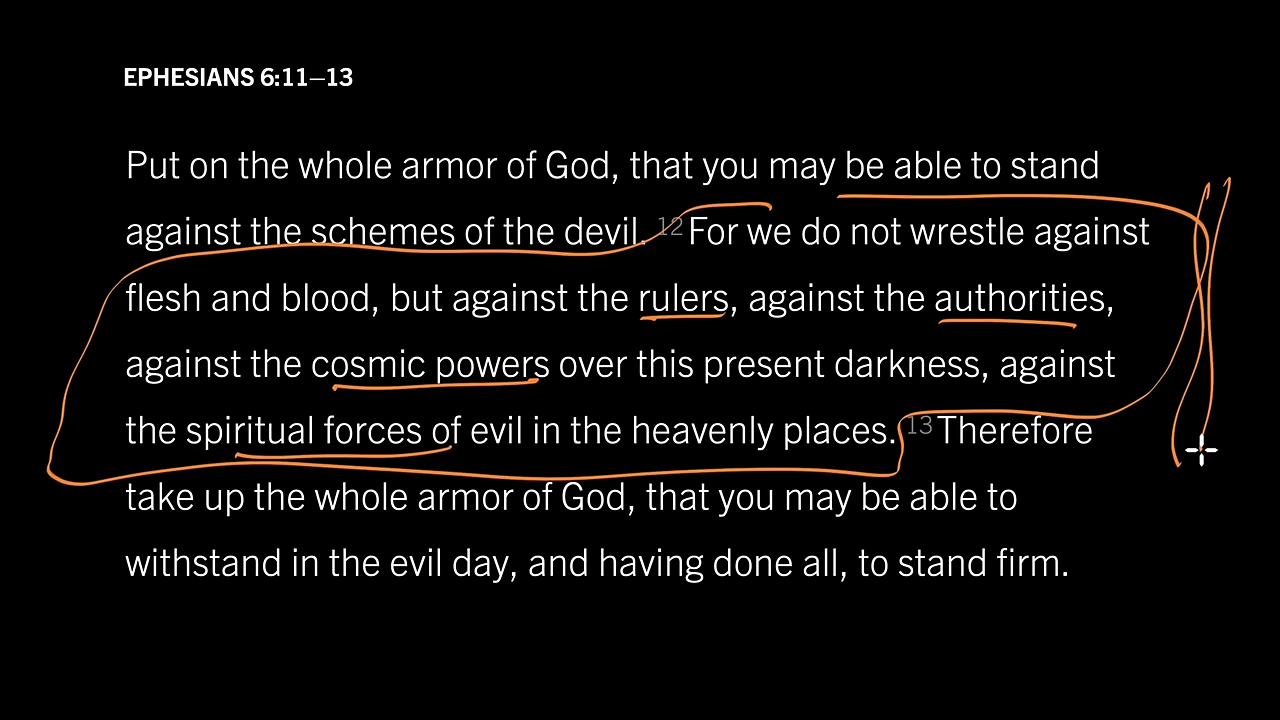 EPHESIANS 6:11–13
Put on the whole armor of God, that you may be able to stand
against the schemes of the devil. 12 For we do not wrestle against
flesh and blood, but against the rulers, against the authorities,
against the cosmic powers over this present darkness, against
the spiritual forces of evil in the heavenly places. 13 Therefore
take up the whole armor of God, that you may be able to
withstand in the evil day, and having done all, to stand firm.